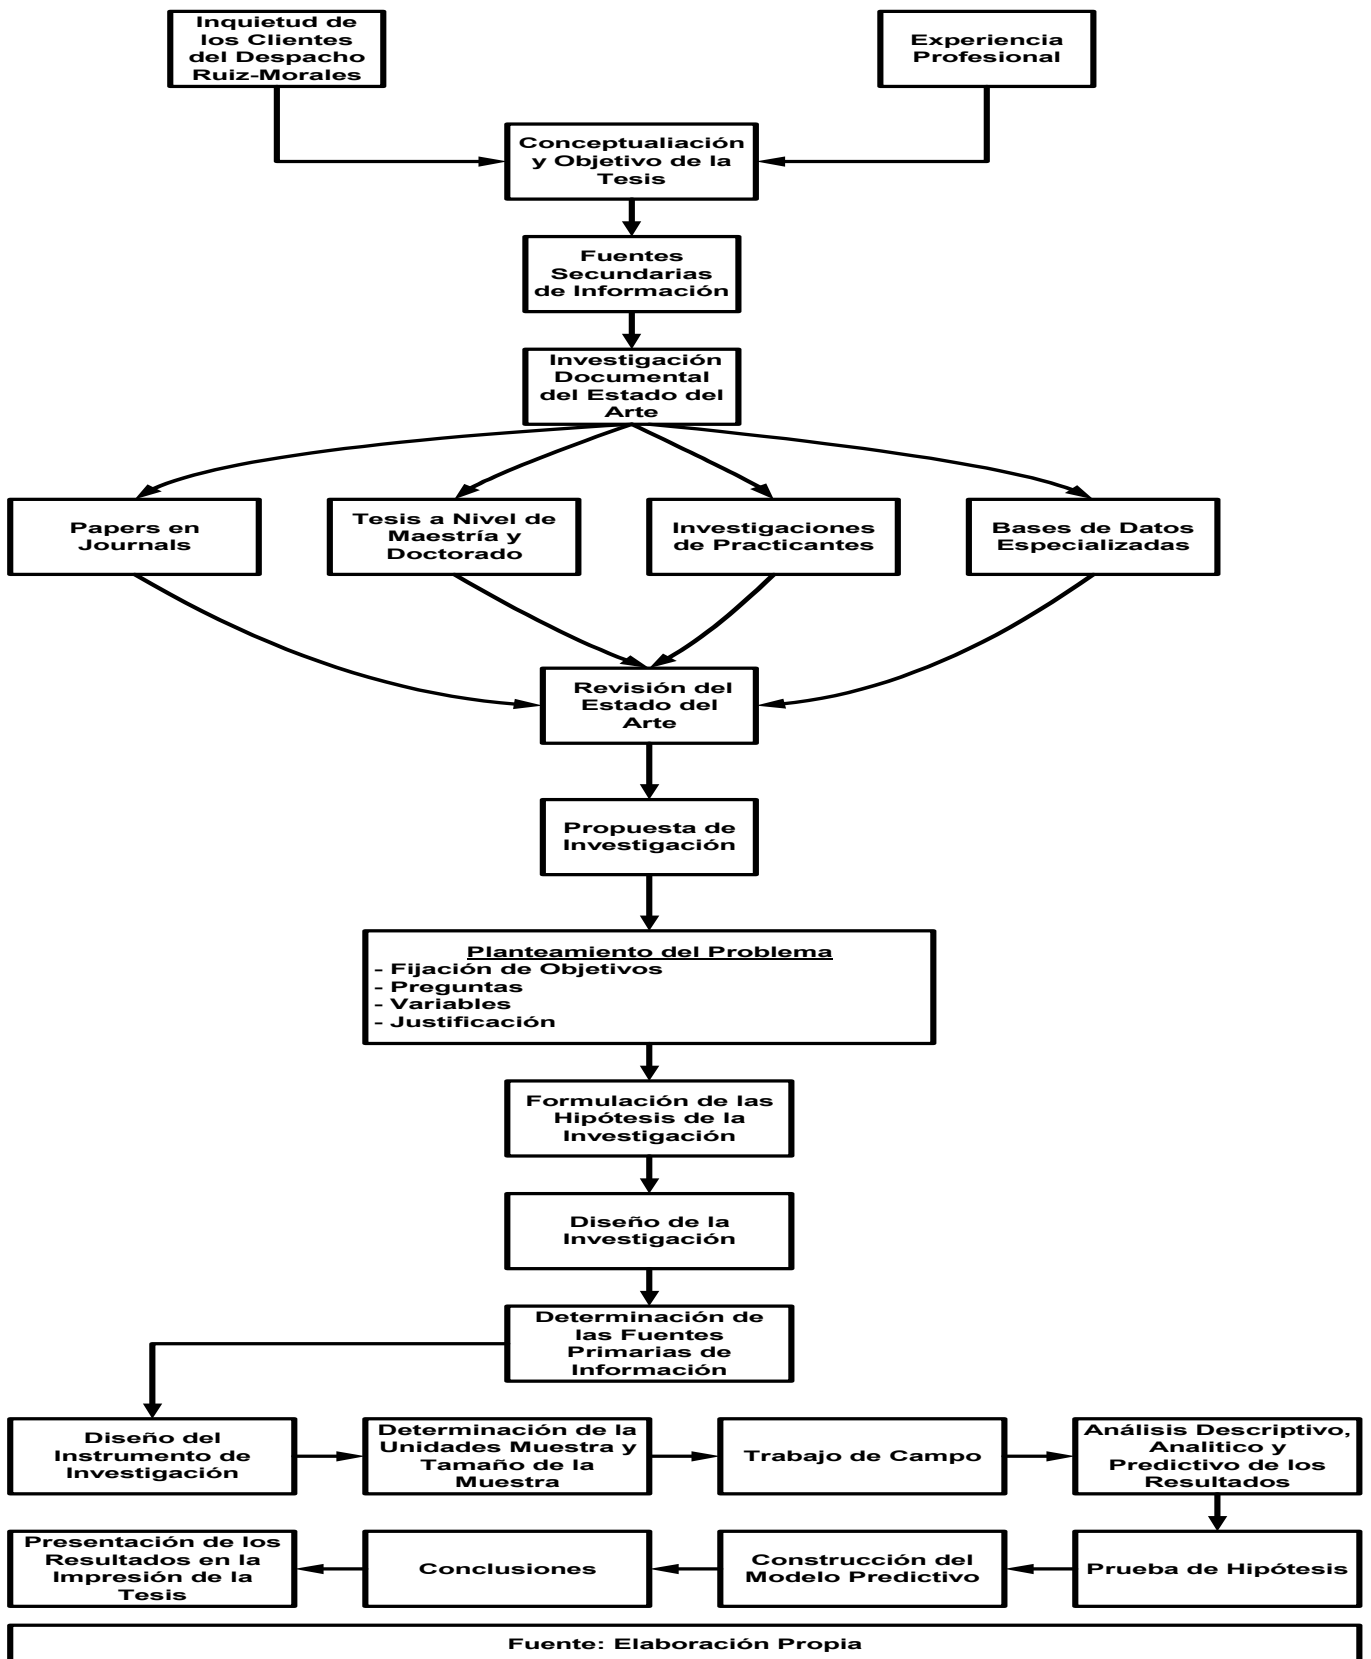 Inquietud de
los Clientes
del Despacho
Ruiz-Morales
Experiencia
Profesional
Conceptualiación
y Objetivo de la
Tesis
Fuentes
Secundarias
de Información
Investigación
Documental
del Estado del
Arte
Papers en
Journals
Tesis a Nivel de
Maestría y
Doctorado
Investigaciones
de Practicantes
Bases de Datos
Especializadas
Revisión del
Estado del
Arte
Propuesta de
Investigación
Planteamiento del Problema
- Fijación de Objetivos
- Preguntas
- Variables
- Justificación
Formulación de las
Hipótesis de la
Investigación
Diseño de la
Investigación
Determinación de
las Fuentes
Primarias de
Información
Diseño del
Instrumento de
Investigación
Determinación de la
Unidades Muestra y
Tamaño de la
Muestra
Trabajo de Campo
Análisis Descriptivo,
Analitico y
Predictivo de los
Resultados
Presentación de los
Resultados en la
Impresión de la
Tesis
Conclusiones
Construcción del
Modelo Predictivo
Prueba de Hipótesis
Fuente: Elaboración Propia